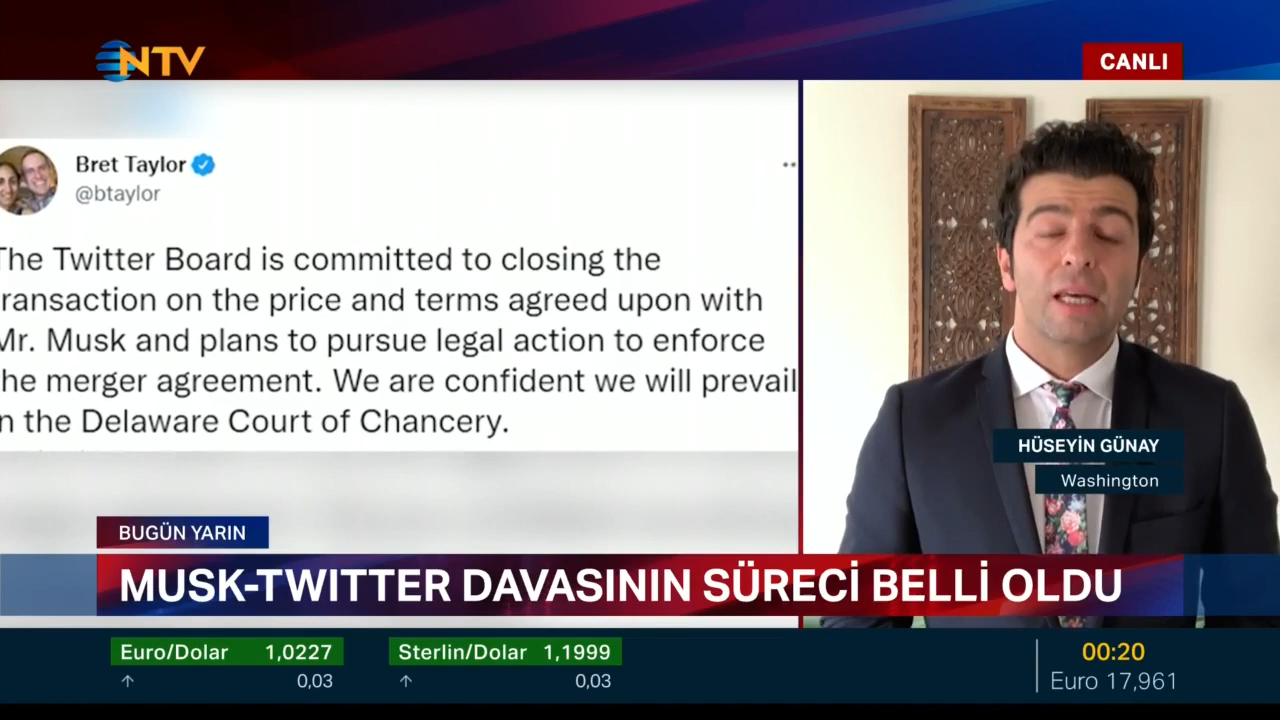 NTV
CANLI
Bret Taylor
@btaylor
The Twitter Board is committed to closing the
transaction on the price and terms agreed upon with
Mr. Musk and plans to pursue legal action to enforce
the merger agreement. We are confident we will prevail
in the Delaware Court of Chancery.
HÜSEYİN GÜNAY
Washington
BUGÜN YARIN
MUSK-TWITTER DAVASININ SÜRECİ BELLİ OLDU
Euro/Dolar 1,0227
↑ 0,03
Sterlin/Dolar 1,1999
↑ 0,03
00:20
Euro 17,961